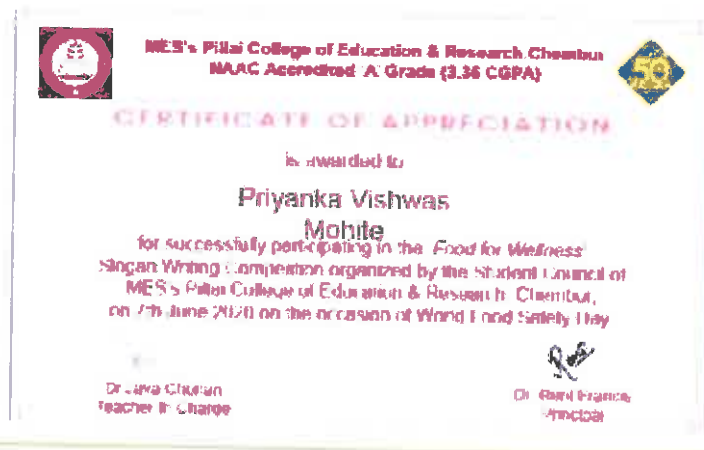 MES's Pillai College of Education & Research, Chembur
NAAC Accredited 'A' Grade (3.36 CGPA)
50
CERTIFICATE OF APPRECIATION
is awarded to
Priyanka Vishwas
Mohite
for successfully participating in the Food for Wellness
Slogan Writing Competition organized by the Student Council of
MES's Pillai College of Education & Research, Chembur,
on 7th June 2020 on the occasion of World Food Safety Day
Dr
Teacher In Charge
Dr.
Principal